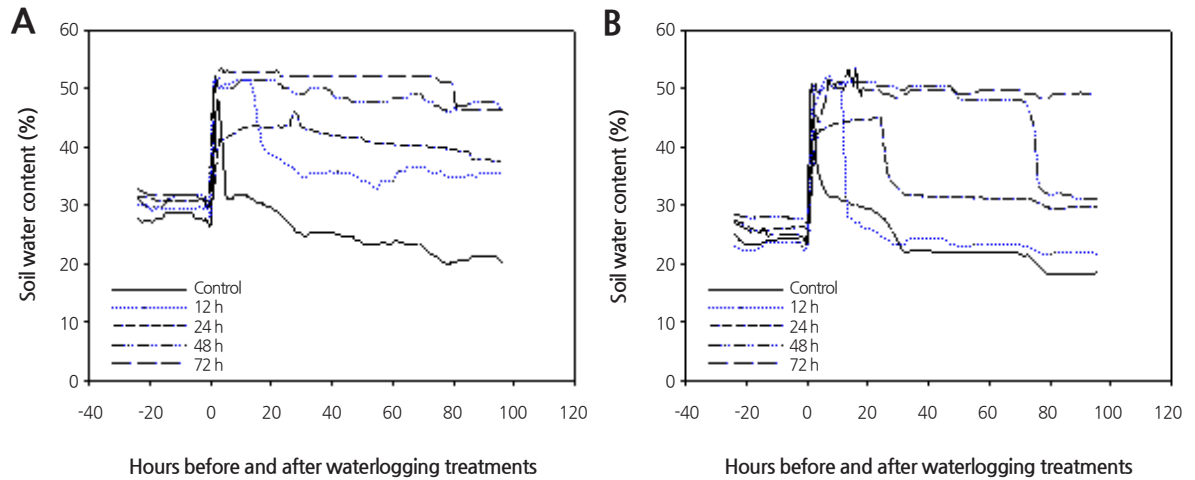 A
Soil water content (%)
60
50
40
30
20
10
0
Control
12 h
24 h
48 h
72 h
-40 -20 0 20 40 60 80 100 120
Hours before and after waterlogging treatments
B
Soil water content (%)
60
50
40
30
20
10
0
Control
12 h
24 h
48 h
72 h
-40 -20 0 20 40 60 80 100 120
Hours before and after waterlogging treatments